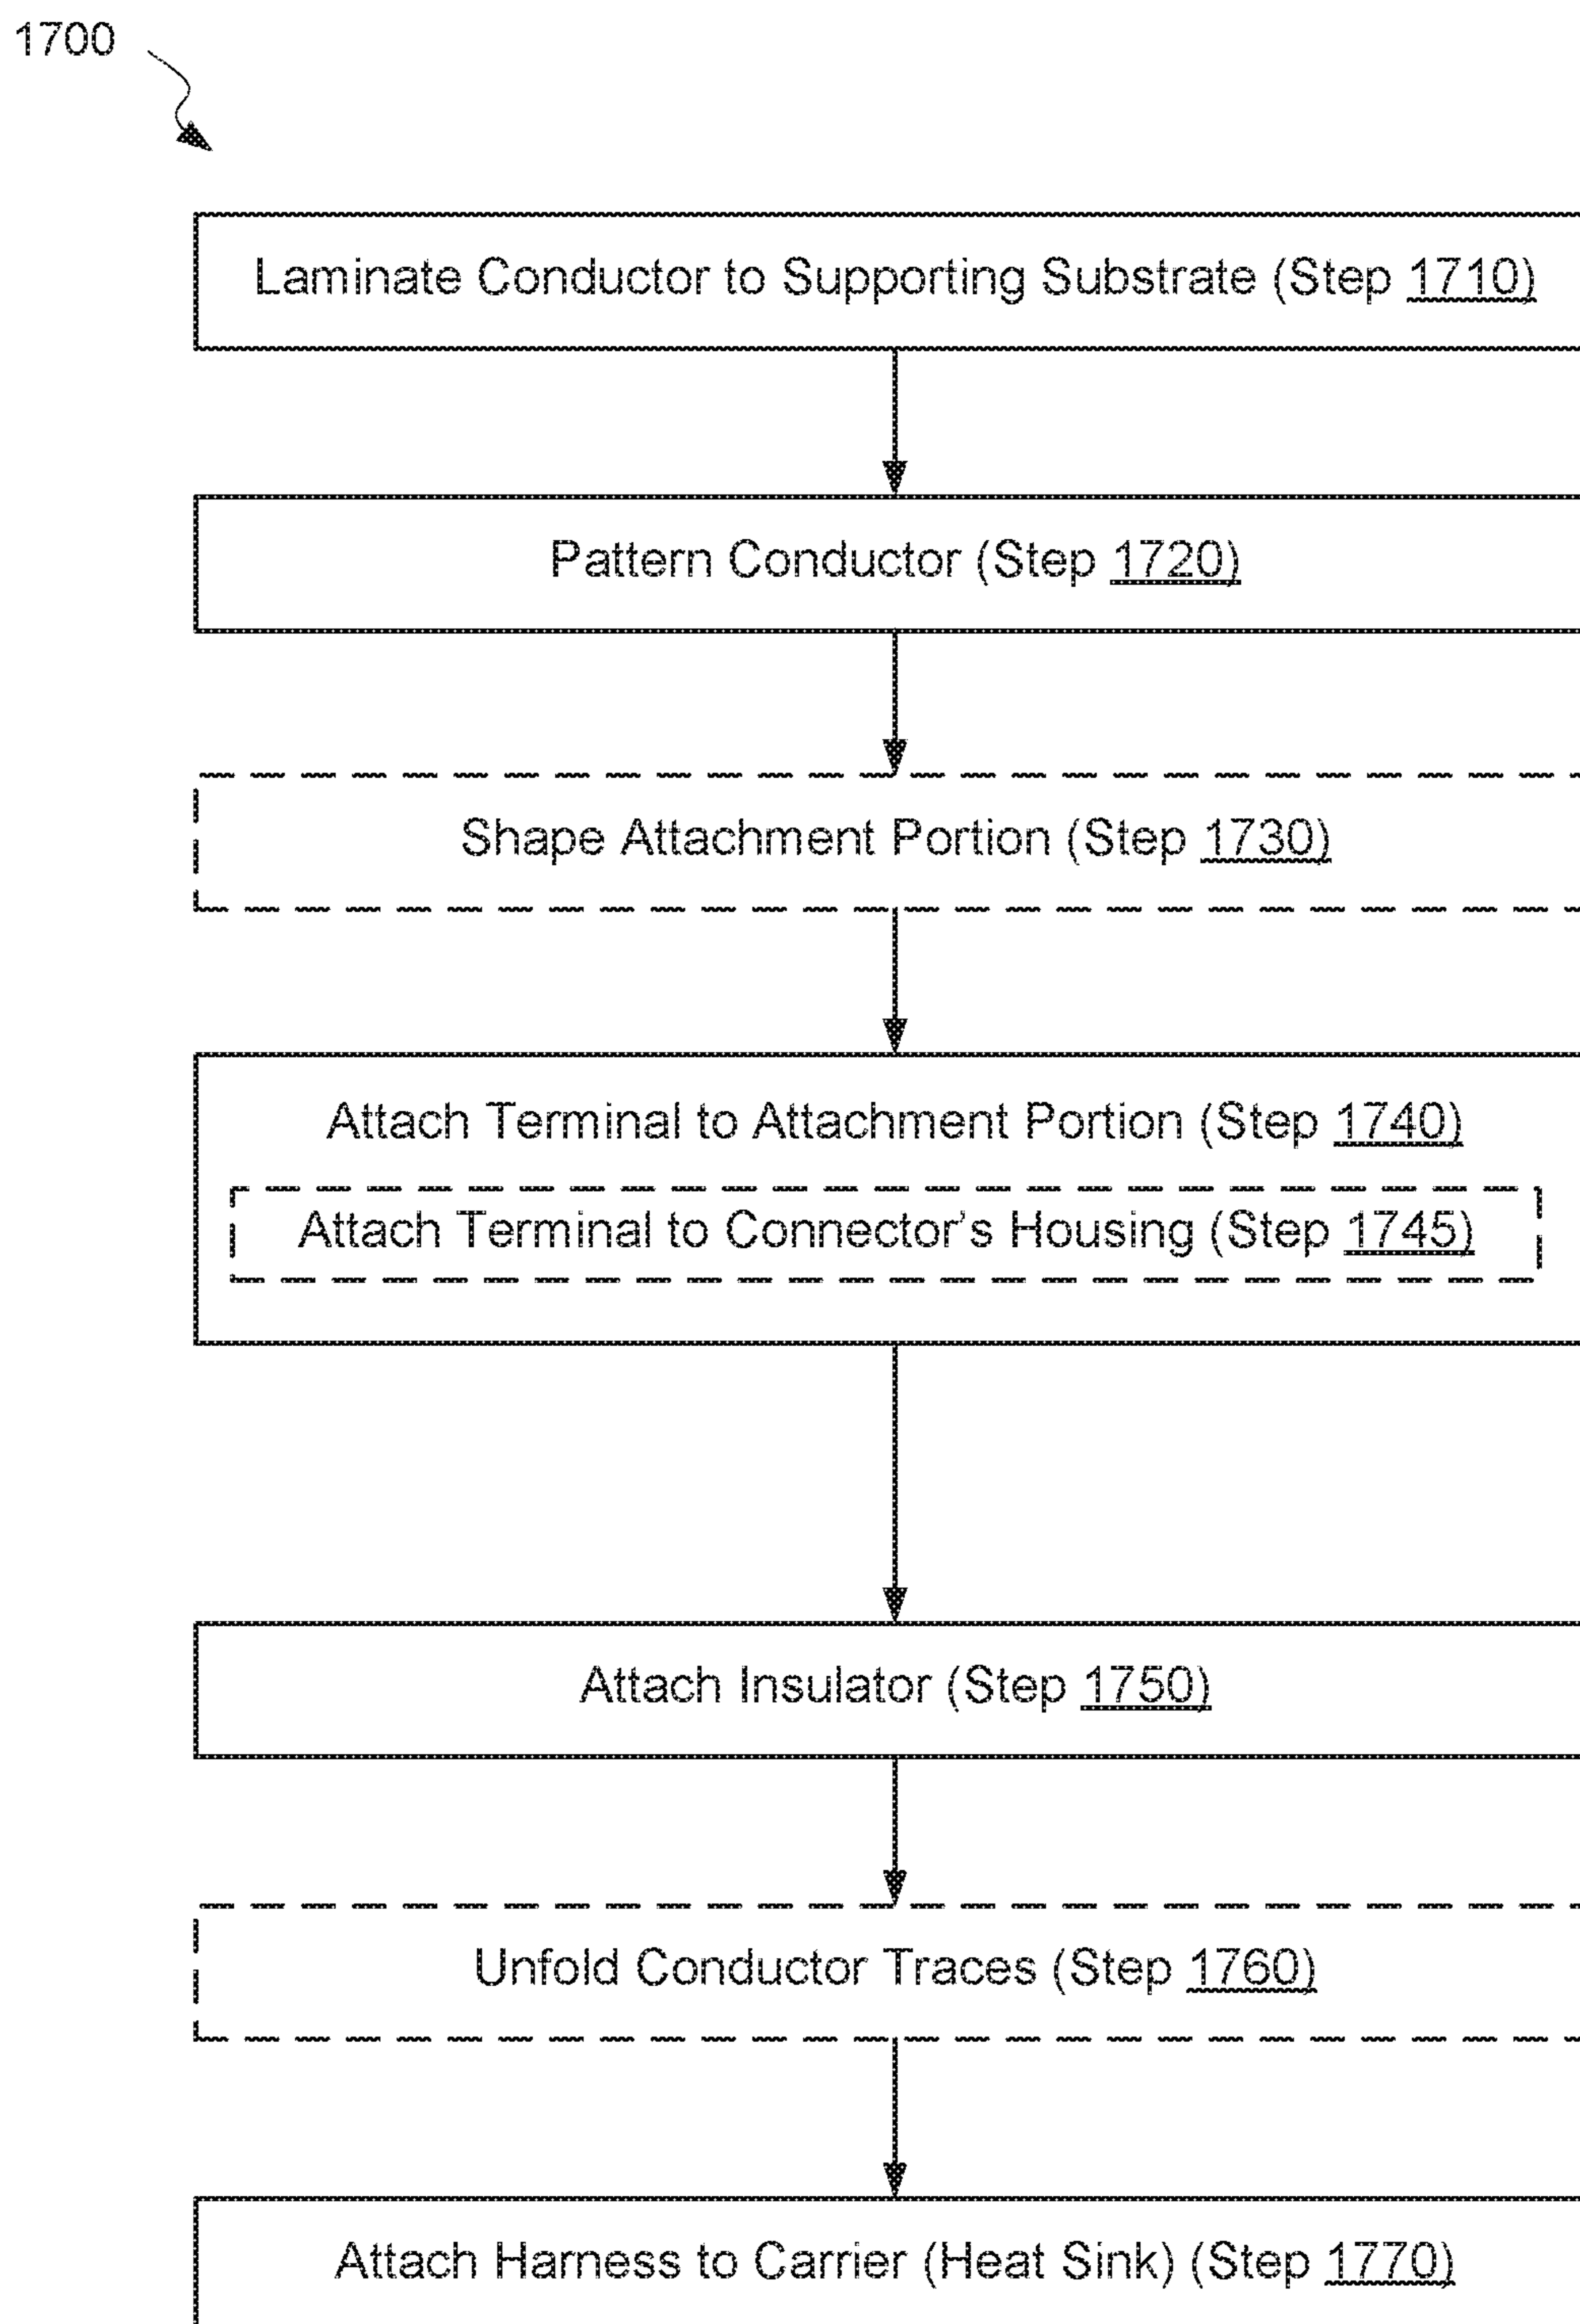 1700
Laminate Conductor to Supporting Substrate (Step 1710)
Pattern Conductor (Step 1720)
Shape Attachment Portion (Step 1730)
Attach Terminal to Attachment Portion (Step 1740)
Attach Terminal to Connector's Housing (Step 1745)
Attach Insulator (Step 1750)
Unfold Conductor Traces (Step 1760)
Attach Harness to Carrier (Heat Sink) (Step 1770)